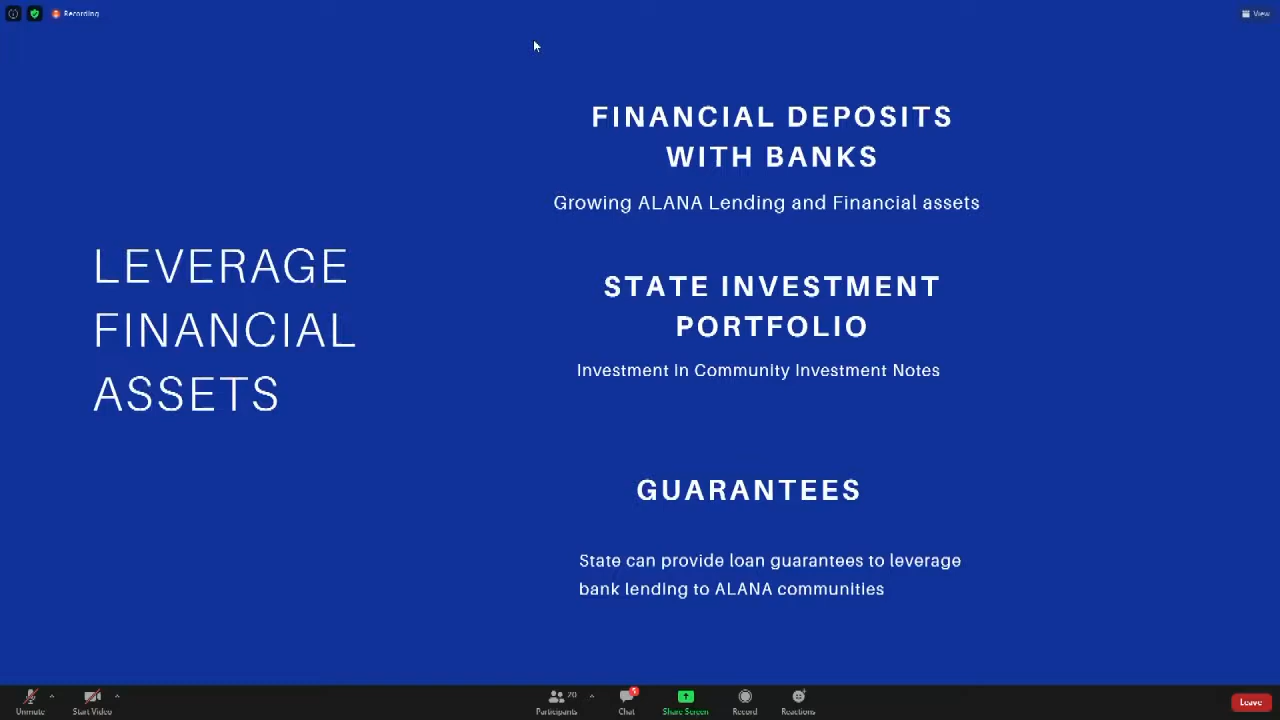 Recording
View
LEVERAGE
FINANCIAL
ASSETS
FINANCIAL DEPOSITS
WITH BANKS
Growing ALANA Lending and Financial assets
STATE INVESTMENT
PORTFOLIO
Investment in Community Investment Notes
GUARANTEES
State can provide loan guarantees to leverage
bank lending to ALANA communities
Unmute
Start Video
Participants
20
Chat
5
Share Screen
Record
Reactions
Leave